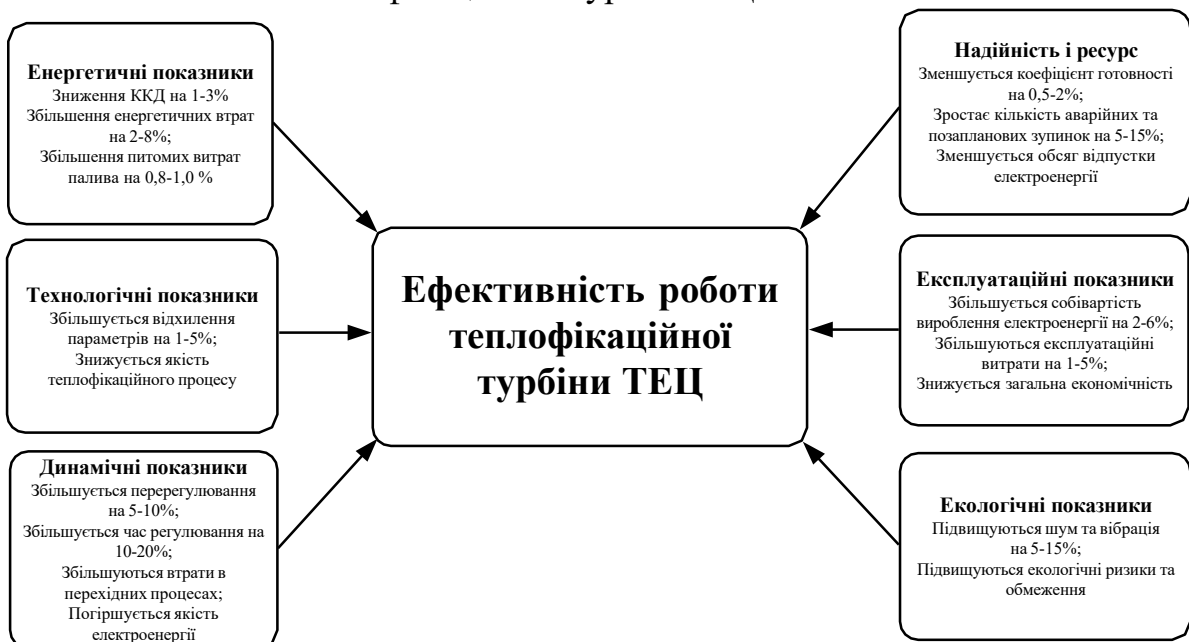 Енергетичні показники
Зниження ККД на 1-3%
Збільшення енергетичних втрат
на 2-8%;
Збільшення питомих витрат
палива на 0,8-1,0 %
Технологічні показники
Збільшується відхилення
параметрів на 1-5%;
Знижується якість
теплофікаційного процесу
Динамічні показники
Збільшується перерегулювання
на 5-10%;
Збільшується час регулювання на
10-20%;
Збільшуються втрати в
перехідних процесах;
Погіршується якість
електроенергії
Ефективність роботи
теплофікаційної
турбіни ТЕЦ
Надійність і ресурс
Зменшується коефіцієнт готовності
на 0,5-2%;
Зростає кількість аварійних та
позапланових зупинок на 5-15%;
Зменшується обсяг відпустки
електроенергії
Експлуатаційні показники
Збільшується собівартість
вироблення електроенергії на 2-6%;
Збільшуються експлуатаційні
витрати на 1-5%;
Знижується загальна економічність
Екологічні показники
Підвищуються шум та вібрація
на 5-15%;
Підвищуються екологічні ризики та
обмеження